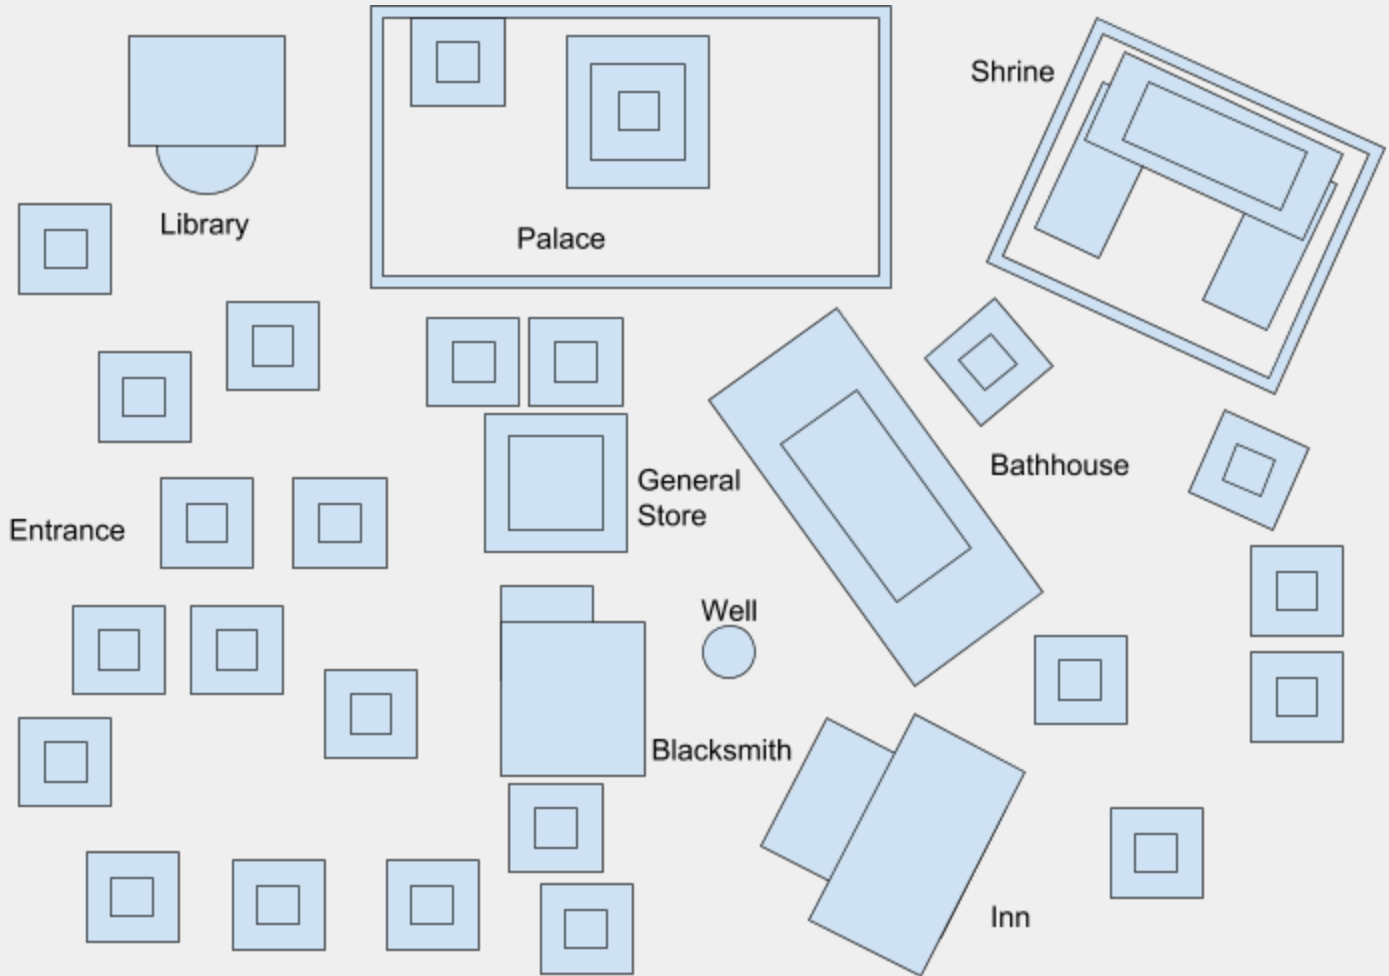 Shrine
Library
Palace
Bathhouse
General
Store
Entrance
Well
Blacksmith
Inn